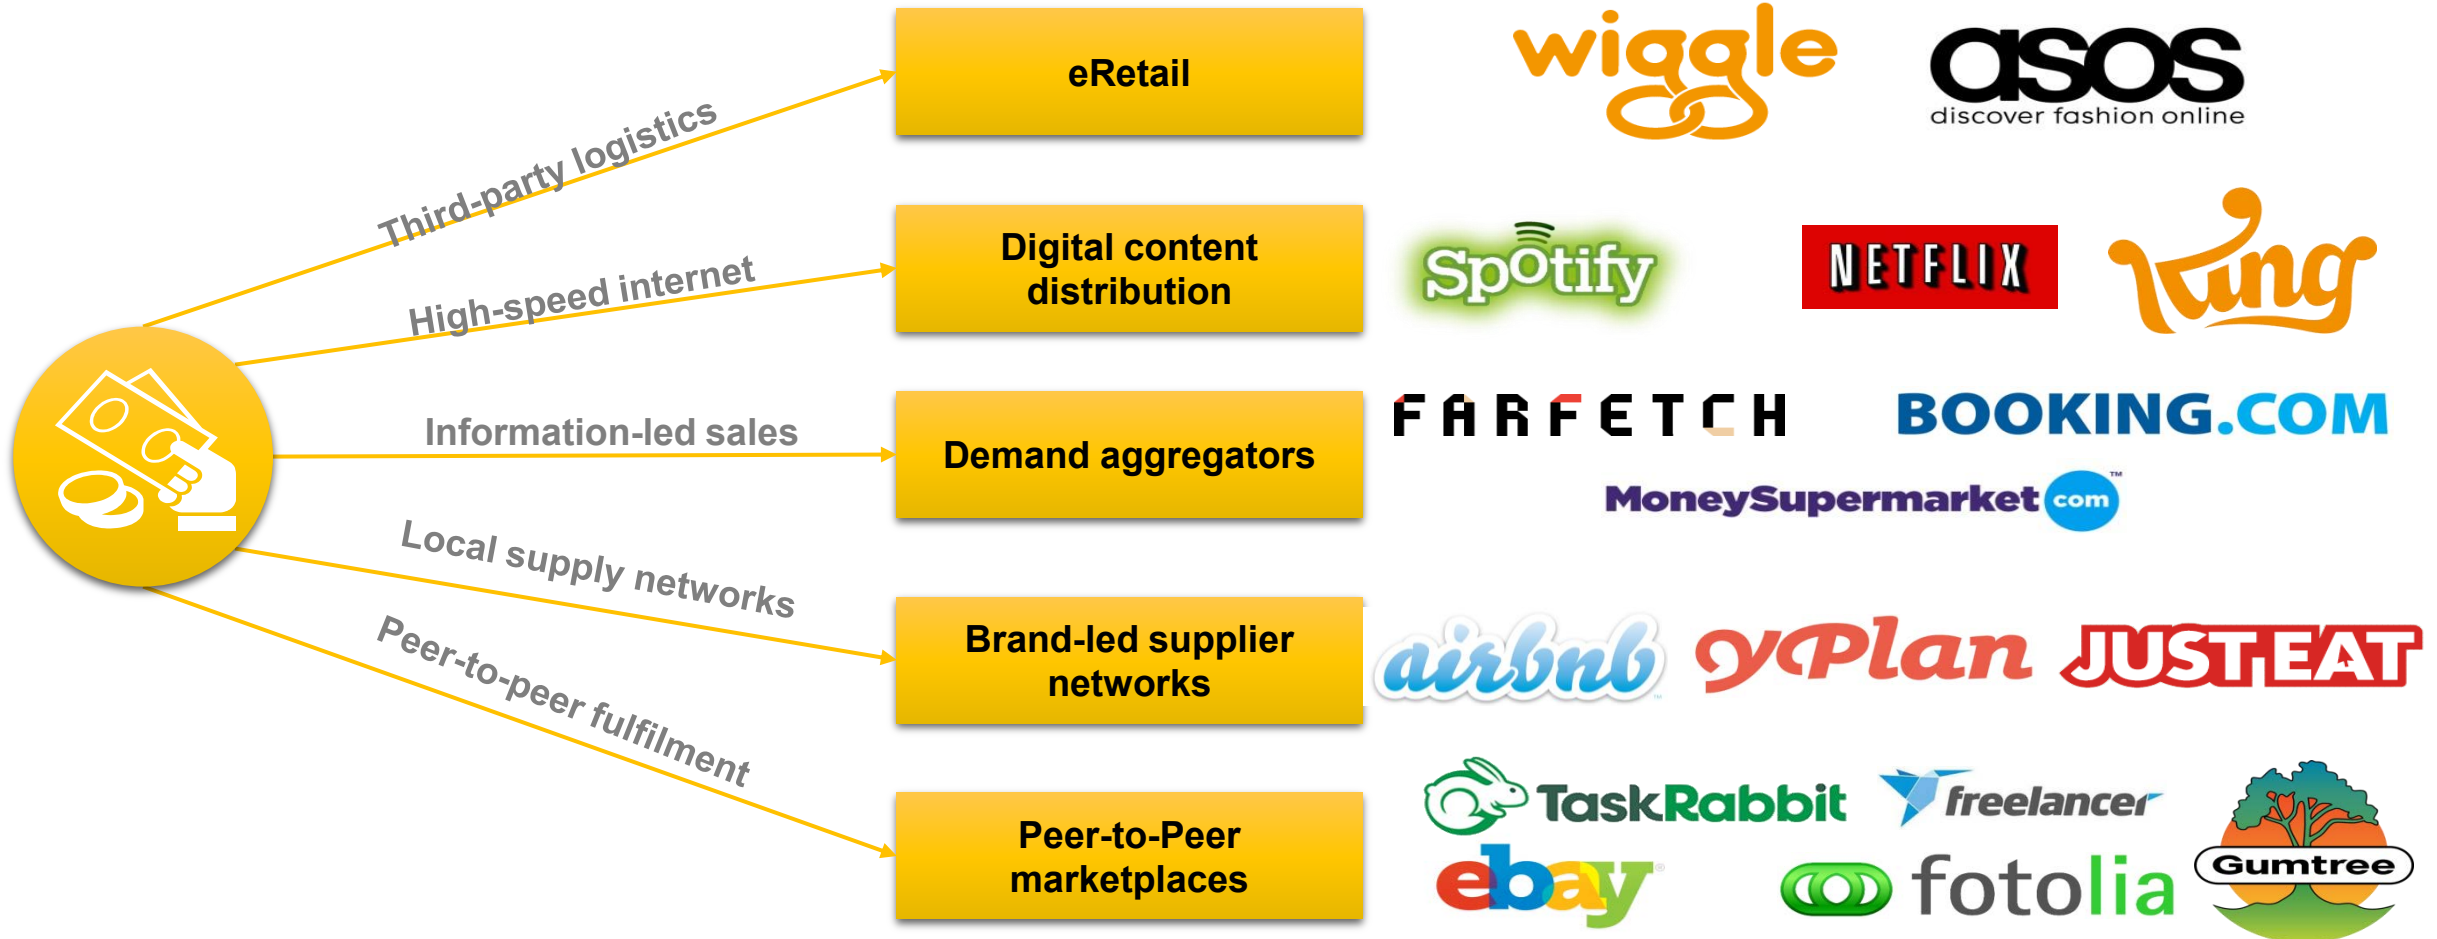 Third-party logistics
eRetail
wiggle
asos
discover fashion online
High-speed internet
Digital content
distribution
Spotify
NETFLIX
King
Information-led sales
Demand aggregators
FARFETCH
BOOKING.COM
MoneySupermarket com ™
Local supply networks
Brand-led supplier
networks
airbnb ™
yPlan
JUST EAT
Peer-to-peer fulfilment
Peer-to-Peer
marketplaces
TaskRabbit
freelancer
Gumtree
ebay ®
fotolia